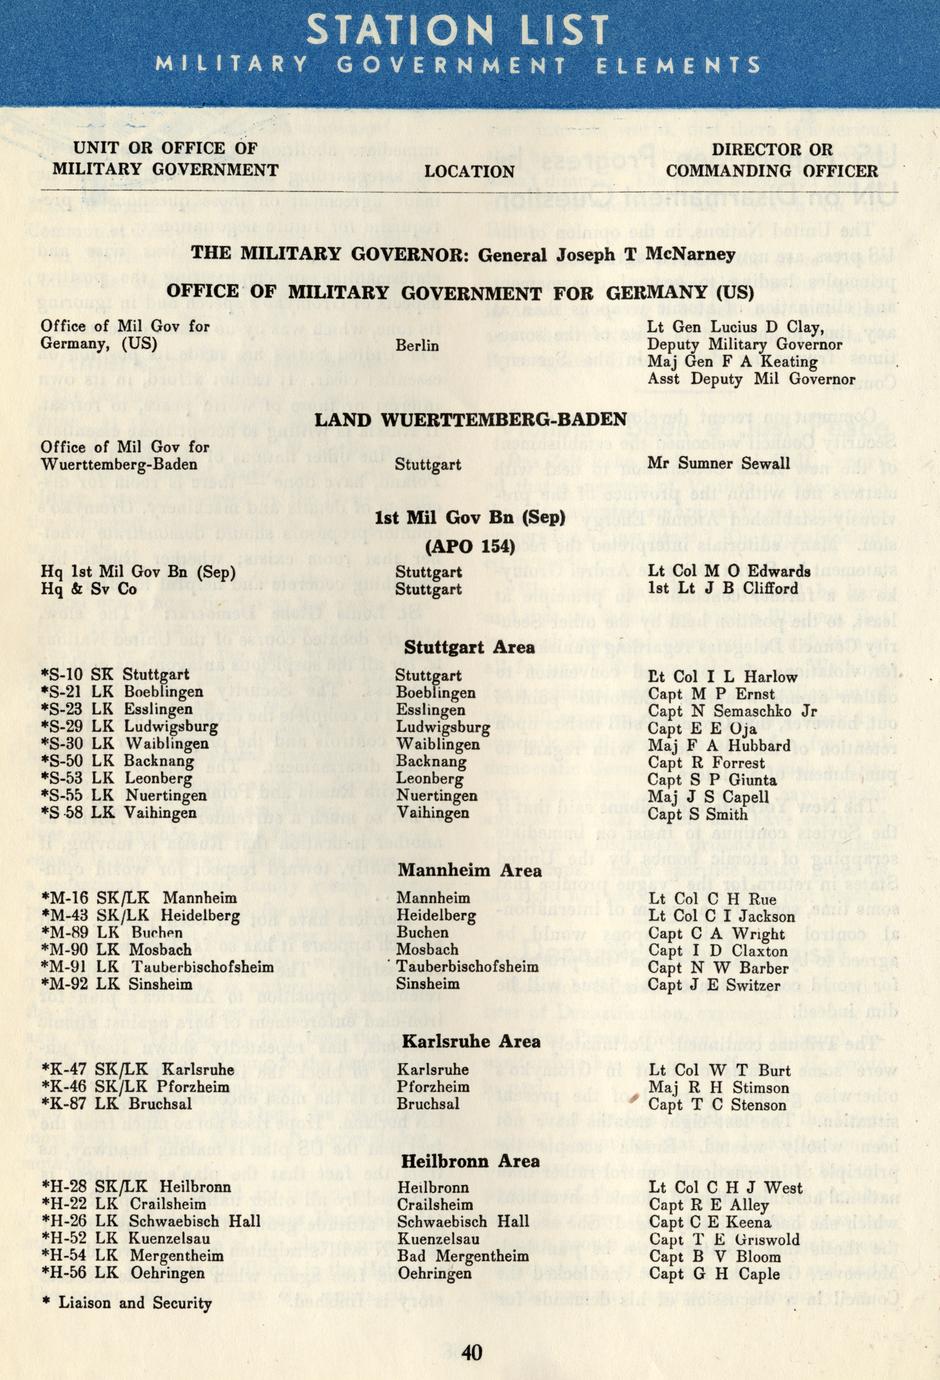 STATION LIST
MILITARY GOVERNMENT ELEMENTS
UNIT OR OFFICE OF MILITARY GOVERNMENT LOCATION DIRECTOR OR COMMANDING OFFICER
THE MILITARY GOVERNOR: General Joseph T McNarney
OFFICE OF MILITARY GOVERNMENT FOR GERMANY (US)
Office of Mil Gov for Lt Gen Lucius D Clay,
Germany, (US) Berlin Deputy Military Governor
Maj Gen F A Keating
Asst Deputy Mil Governor
LAND WUERTTEMBERG-BADEN
Office of Mil Gov for
Wuerttemberg-Baden Stuttgart Mr Sumner Sewall
1st Mil Gov Bn (Sep)
(APO 154)
Hq 1st Mil Gov Bn (Sep) Stuttgart Lt Col M O Edwards
Hq & Sv Co Stuttgart 1st Lt J B Clifford
Stuttgart Area
*S-10 SK Stuttgart Stuttgart Lt Col I L Harlow
*S-21 LK Boeblingen Boeblingen Capt M P Ernst
*S-23 LK Esslingen Esslingen Capt N Semaschko Jr
*S-29 LK Ludwigsburg Ludwigsburg Capt E E Oja
*S-30 LK Waiblingen Waiblingen Maj F A Hubbard
*S-50 LK Backnang Backnang Capt R Forrest
*S-53 LK Leonberg Leonberg Capt S P Giunta
*S-55 LK Nuertingen Nuertingen Maj J S Capell
*S-58 LK Vaihingen Vaihingen Capt S Smith
Mannheim Area
*M-16 SK/LK Mannheim Mannheim Lt Col C H Rue
*M-43 SK/LK Heidelberg Heidelberg Lt Col C I Jackson
*M-89 LK Buchen Buchen Capt C A Wright
*M-90 LK Mosbach Mosbach Capt I D Claxton
*M-91 LK Tauberbischofsheim Tauberbischofsheim Capt N W Barber
*M-92 LK Sinsheim Sinsheim Capt J E Switzer
Karlsruhe Area
*K-47 SK/LK Karlsruhe Karlsruhe Lt Col W T Burt
*K-46 SK/LK Pforzheim Pforzheim Maj R H Stimson
*K-87 LK Bruchsal Bruchsal Capt T C Stenson
Heilbronn Area
*H-28 SK/LK Heilbronn Heilbronn Lt Col C H J West
*H-22 LK Crailsheim Crailsheim Capt R E Alley
*H-26 LK Schwaebisch Hall Schwaebisch Hall Capt C E Keena
*H-52 LK Kuenzelsau Kuenzelsau Capt T E Griswold
*H-54 LK Mergentheim Bad Mergentheim Capt B V Bloom
*H-56 LK Oehringen Oehringen Capt G H Caple
* Liaison and Security
40